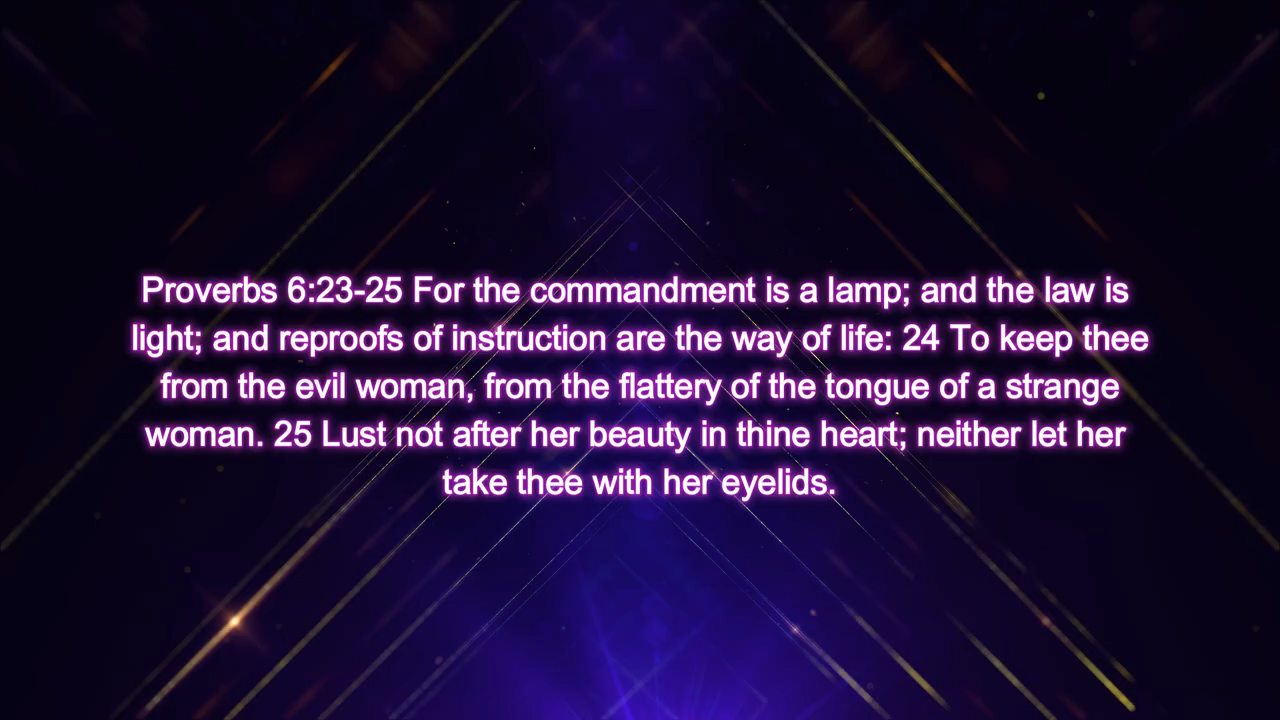 Proverbs 6:23-25 For the commandment is a lamp; and the law is
light; and reproofs of instruction are the way of life: 24 To keep thee
from the evil woman, from the flattery of the tongue of a strange
woman. 25 Lust not after her beauty in thine heart; neither let her
take thee with her eyelids.